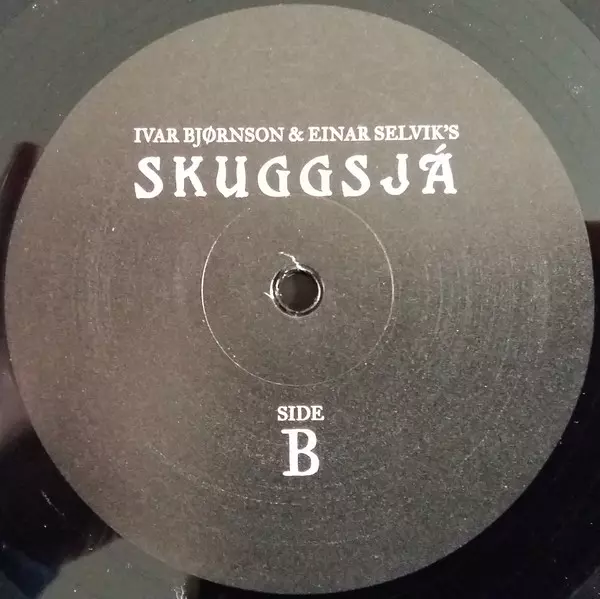 IVAR BJØRNSON & EINAR SELVIK'S
SKUGGSJÁ
SIDE
B